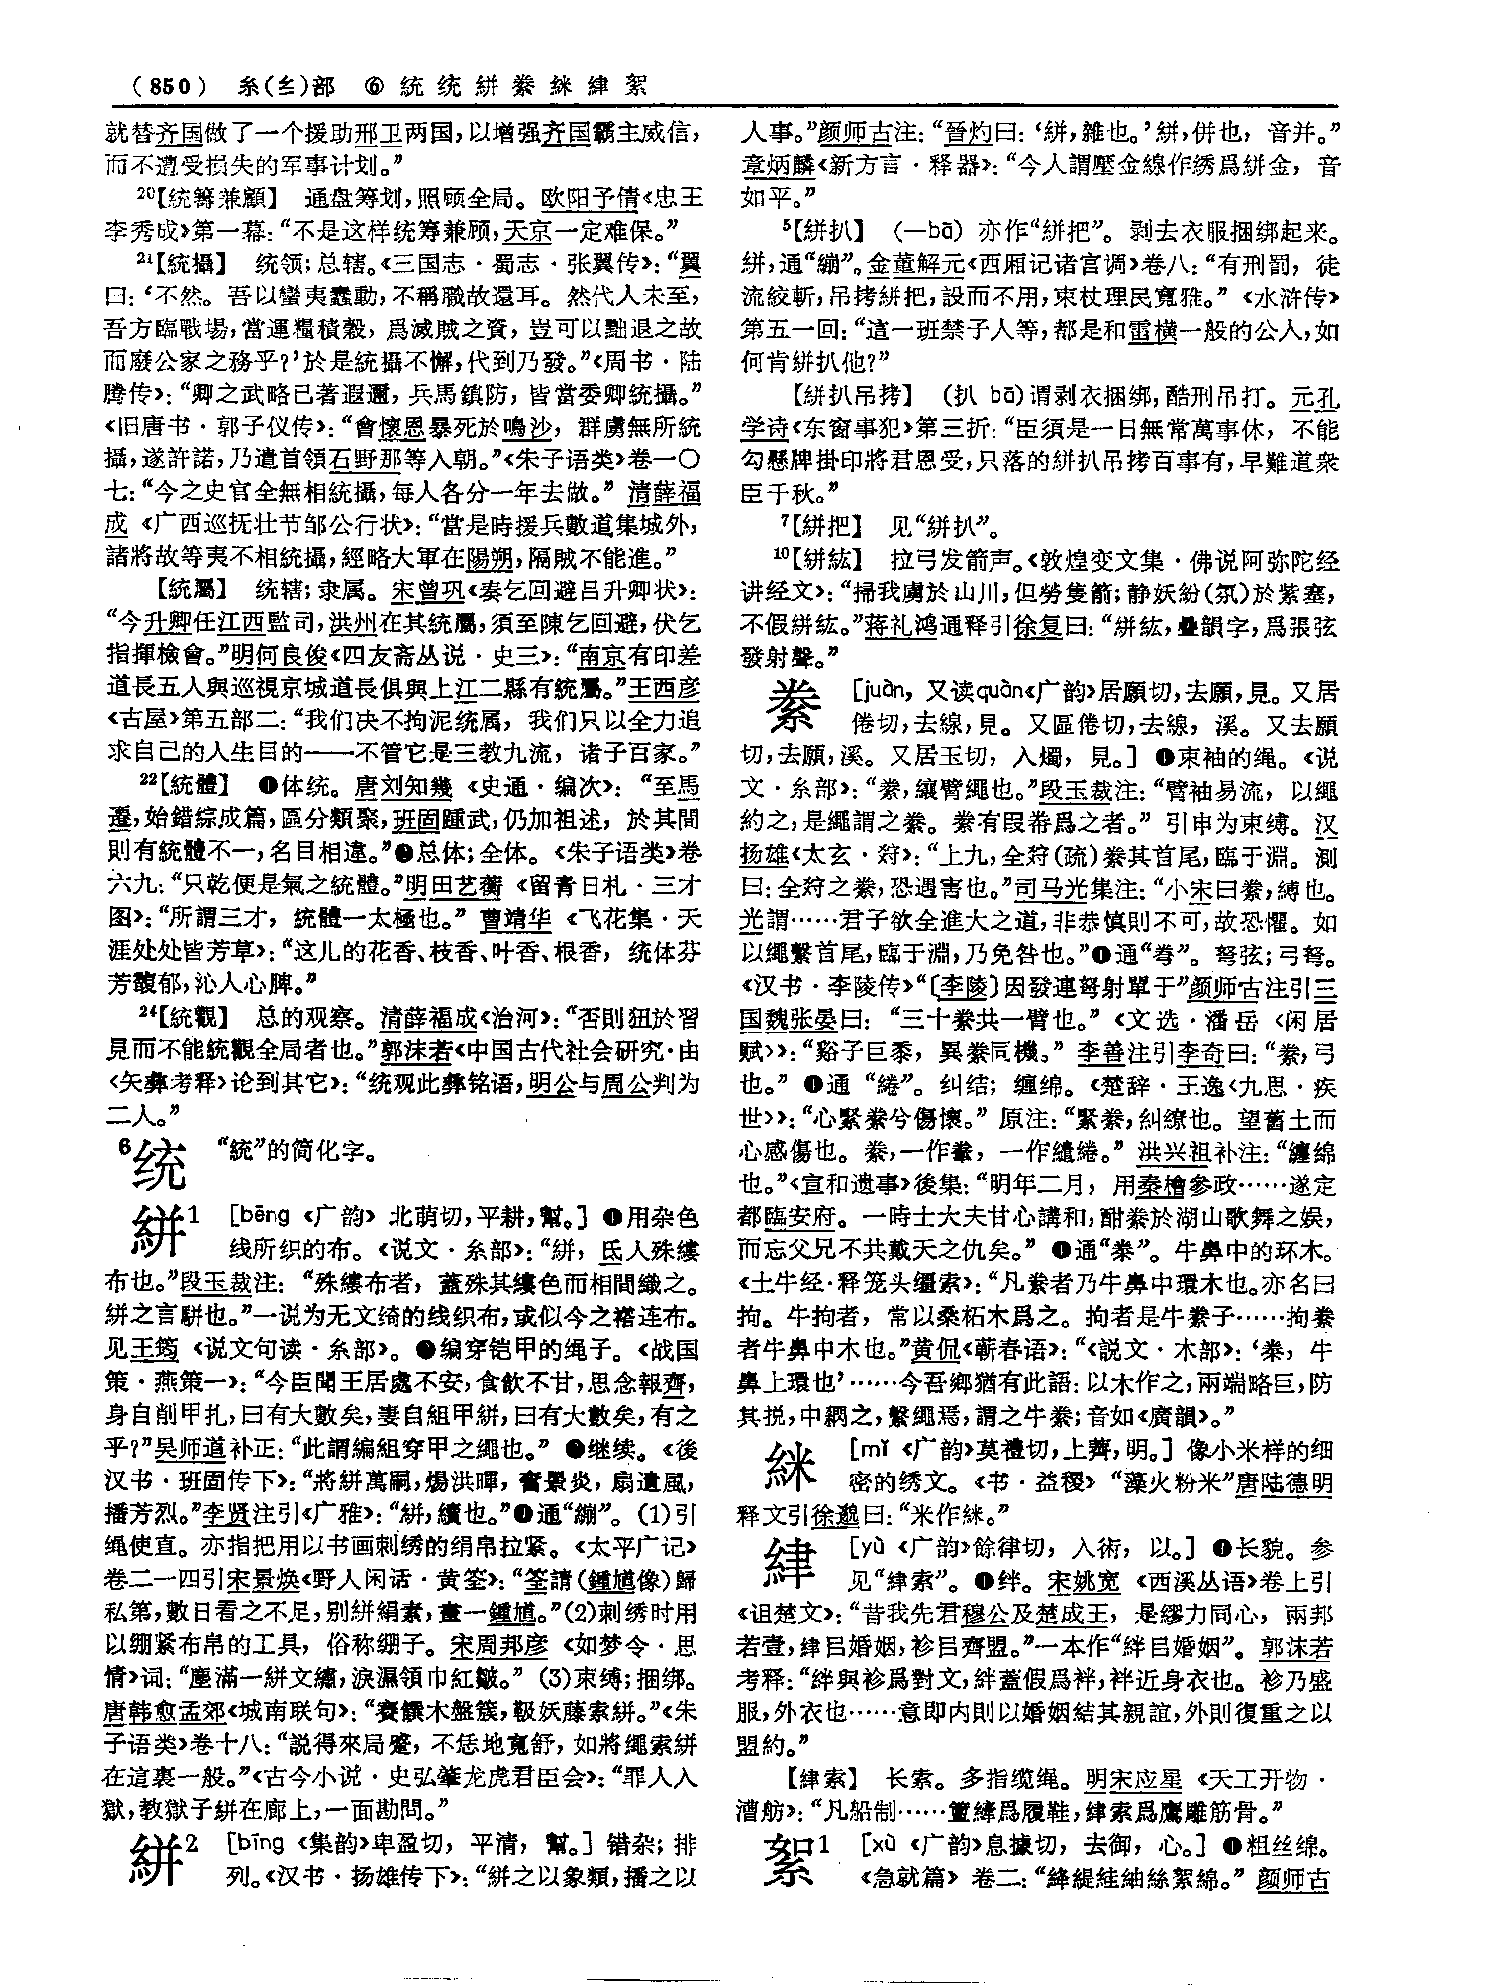 （850） 糸(纟)部 ⑥ 統统絣絭絊䋖絮
就替齐国做了一个援助邢卫两国，以增强齐国霸主威信，
而不遭受损失的军事计划。”
²⁰【統籌兼顧】 通盘筹划，照顾全局。欧阳予倩《忠王
李秀成》第一幕：“不是这样统筹兼顾，天京一定难保。”
²¹【統攝】 统领；总辖。《三国志·蜀志·张翼传》：“翼
曰：‘不然。吾以蠻夷蠢動，不稱職故還耳。然代人未至，
吾方臨戰場，當運糧積穀，爲滅賊之資，豈可以黜退之故
而廢公家之務乎？’於是統攝不懈，代到乃發。”《周书·陆
腾传》：“卿之武略已著遐邇，兵馬鎮防，皆當委卿統攝。”
《旧唐书·郭子仪传》：“會懷恩暴死於鳴沙，群虜無所統
攝，遂許諾，乃遣首領石野那等入朝。”《朱子语类》卷一〇
七：“今之史官全無相統攝，每人各分一年去做。” 清薛福
成《广西巡抚壮节邹公行状》：“當是時援兵數道集城外，
諸將故等夷不相統攝，經略大軍在陽朔，隔賊不能進。”
【統屬】 统辖；隶属。宋曾巩《奏乞回避吕升卿状》：
“今升卿任江西監司，洪州在其統屬，須至陳乞回避，伏乞
指揮檢會。”明何良俊《四友斋丛说·史三》：“南京有印差
道長五人與巡視京城道長俱與上江二縣有統屬。”王西彦
《古屋》第五部二：“我们决不拘泥统属，我们只以全力追
求自己的人生目的——不管它是三教九流，诸子百家。”
²²【統體】 ❶体统。唐刘知幾《史通·编次》：“至馬
遷，始錯綜成篇，區分類聚，班固踵武，仍加祖述，於其間
則有統體不一，名目相違。”❷总体；全体。《朱子语类》卷
六九：“只乾便是氣之統體。”明田艺蘅《留青日札·三才
图》：“所謂三才，統體一太極也。” 曹靖华《飞花集·天
涯处处皆芳草》：“这儿的花香、枝香、叶香、根香，统体芬
芳馥郁，沁人心脾。”
²⁴【統觀】 总的观察。清薛福成《治河》：“否則狃於習
見而不能統觀全局者也。”郭沫若《中国古代社会研究·由
〈矢彝考释〉论到其它》：“统观此彝铭语，明公与周公判为
二人。”
⁶统 “統”的简化字。
絣¹ [bēng《广韵》北萌切，平耕，幫。] ❶用杂色
线所织的布。《说文·糸部》：“絣，氐人殊縷
布也。”段玉裁注：“殊縷布者，蓋殊其縷色而相間織之。
絣之言駢也。”一说为无文绮的线织布，或似今之褡连布。
见王筠《说文句读·糸部》。❷编穿铠甲的绳子。《战国
策·燕策一》：“今臣聞王居處不安，食飲不甘，思念報齊，
身自削甲扎，曰有大數矣，妻自組甲絣，曰有大數矣，有之
乎？”吴师道补正：“此謂編組穿甲之繩也。” ❸继续。《後
汉书·班固传下》：“將絣萬嗣，煬洪暉，奮景炎，扇遺風，
播芳烈。”李贤注引《广雅》：“絣，續也。”❹通“繃”。(1)引
绳使直。亦指把用以书画刺绣的绢帛拉紧。《太平广记》
卷二一四引宋景焕《野人闲话·黄筌》：“筌請(鍾馗像)歸
私第，數日看之不足，别絣絹素，畫一鍾馗。”(2)刺绣时用
以绷紧布帛的工具，俗称绷子。宋周邦彦《如梦令·思
情》词：“塵滿一絣文繡，淚濕領巾紅皺。” (3)束缚；捆绑。
唐韩愈孟郊《城南联句》：“賽饌木盤簇，靸妖藤索絣。”《朱
子语类》卷十八：“説得來局蹙，不恁地寬舒，如將繩索絣
在這裏一般。”《古今小说·史弘肇龙虎君臣会》：“罪人入
獄，教獄子絣在廊上，一面勘問。”
絣² [bīng《集韵》卑盈切，平清，幫。] 错杂；排
列。《汉书·扬雄传下》：“絣之以象類，播之以
人事。”颜师古注：“晉灼曰：‘絣，雜也。’絣，併也，音并。”
章炳麟《新方言·释器》：“今人謂壓金線作绣爲絣金，音
如平。”
⁵【絣扒】 (—bā) 亦作“絣把”。剥去衣服捆绑起来。
絣，通“繃”。金董解元《西厢记诸宫调》卷八：“有刑罰，徒
流絞斬，吊拷絣把，設而不用，束杖理民寬雅。”《水浒传》
第五一回：“這一班禁子人等，都是和雷横一般的公人，如
何肯絣扒他？”
【絣扒吊拷】 (扒 bā)谓剥衣捆绑，酷刑吊打。元孔
学诗《东窗事犯》第三折：“臣須是一日無常萬事休，不能
勾懸牌掛印將君恩受，只落的絣扒吊拷百事有，早難道衆
臣千秋。”
⁷【絣把】 见“絣扒”。
¹⁰【絣紘】 拉弓发箭声。《敦煌变文集·佛说阿弥陀经
讲经文》：“掃我虜於山川，但勞隻箭；静妖紛(氛)於紫塞，
不假絣紘。”蒋礼鸿通释引徐复曰：“絣紘，疊韻字，爲張弦
發射聲。”
絭 [juàn，又读quàn《广韵》居願切，去願，見。又居
倦切，去線，見。又區倦切，去線，溪。又去願
切，去願，溪。又居玉切，入燭，見。] ❶束袖的绳。《说
文·糸部》：“絭，纕臂繩也。”段玉裁注：“臂袖易流，以繩
約之，是繩謂之絭。絭有叚帣爲之者。” 引申为束缚。汉
扬雄《太玄·𤕟》：“上九，全𤕟(疏)絭其首尾，臨于淵。測
曰：全𤕟之絭，恐遇害也。”司马光集注：“小宋曰絭，縛也。
光謂……君子欲全進大之道，非恭慎則不可，故恐懼。如
以繩繫首尾，臨于淵，乃免咎也。”❷通“弮”。弩弦；弓弩。
《汉书·李陵传》“〔李陵〕因發連弩射單于”颜师古注引三
国魏张晏曰：“三十絭共一臂也。”《文选·潘岳〈闲居
赋〉》：“谿子巨黍，異絭同機。” 李善注引李奇曰：“絭，弓
也。” ❸通“綣”。纠结；缠绵。《楚辞·王逸〈九思·疾
世〉》：“心緊絭兮傷懷。”原注：“緊絭，糾繚也。望舊土而
心感傷也。絭，一作𢍏，一作繾綣。” 洪兴祖补注：“纏綿
也。”《宣和遗事》後集：“明年二月，用秦檜參政……遂定
都臨安府。一時士大夫甘心講和，酣絭於湖山歌舞之娱，
而忘父兄不共戴天之仇矣。” ❹通“桊”。牛鼻中的环木。
《土牛经·释笼头缰索》：“凡絭者乃牛鼻中環木也。亦名曰
拘。牛拘者，常以桑柘木爲之。拘者是牛絭子……拘絭
者牛鼻中木也。”黄侃《蕲春语》：“《説文·木部》：‘桊，牛
鼻上環也’……今吾鄉猶有此語：以木作之，兩端略巨，防
其挩，中綱之，繫繩焉，謂之牛絭；音如《廣韻》。”
絊 [mǐ《广韵》莫禮切，上薺，明。] 像小米样的细
密的绣文。《书·益稷》“藻火粉米”唐陆德明
释文引徐邈曰：“米作絊。”
䋖 [yù《广韵》餘律切，入術，以。] ❶长貌。参
见“䋖索”。❷绊。宋姚宽《西溪丛语》卷上引
《诅楚文》：“昔我先君穆公及楚成王，是繆力同心，兩邦
若壹，䋖㠯婚姻，袗㠯齊盟。”一本作“絆㠯婚姻”。郭沫若
考释：“絆與袗爲對文，絆蓋假爲袢，袢近身衣也。袗乃盛
服，外衣也……意即内則以婚姻結其親誼，外則復重之以
盟約。”
【䋖索】 长索。多指缆绳。明宋应星《天工开物·
漕舫》：“凡船制……簟縴爲履鞋，䋖索爲鷹雕筋骨。”
絮¹ [xù《广韵》息據切，去御，心。] ❶粗丝绵。
《急就篇》卷二：“絳緹絓紬絲絮綿。”颜师古